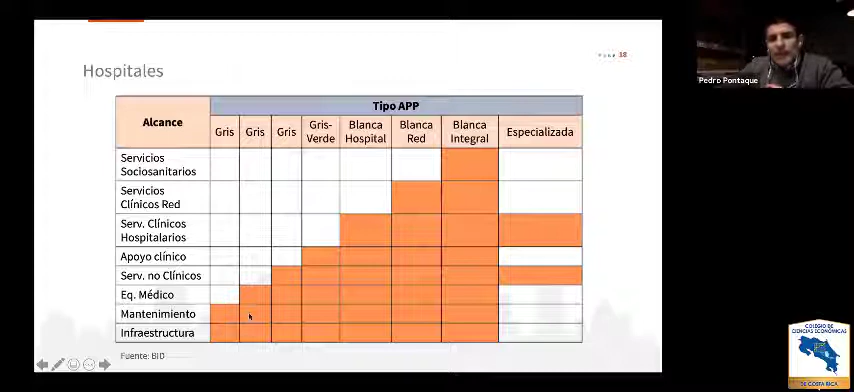 Page 18
Pedro Pontaque
Hospitales
Alcance
Tipo APP
Gris
Gris
Gris
Gris-
Verde
Blanca
Hospital
Blanca
Red
Blanca
Integral
Especializada
Servicios
Sociosanitarios
Servicios
Clínicos Red
Serv. Clínicos
Hospitalarios
Apoyo clínico
Serv. no Clínicos
Eq. Médico
Mantenimiento
Infraestructura
Fuente: BID
COLEGIO DE
CIENCIAS ECONÓMICAS
DE COSTA RICA